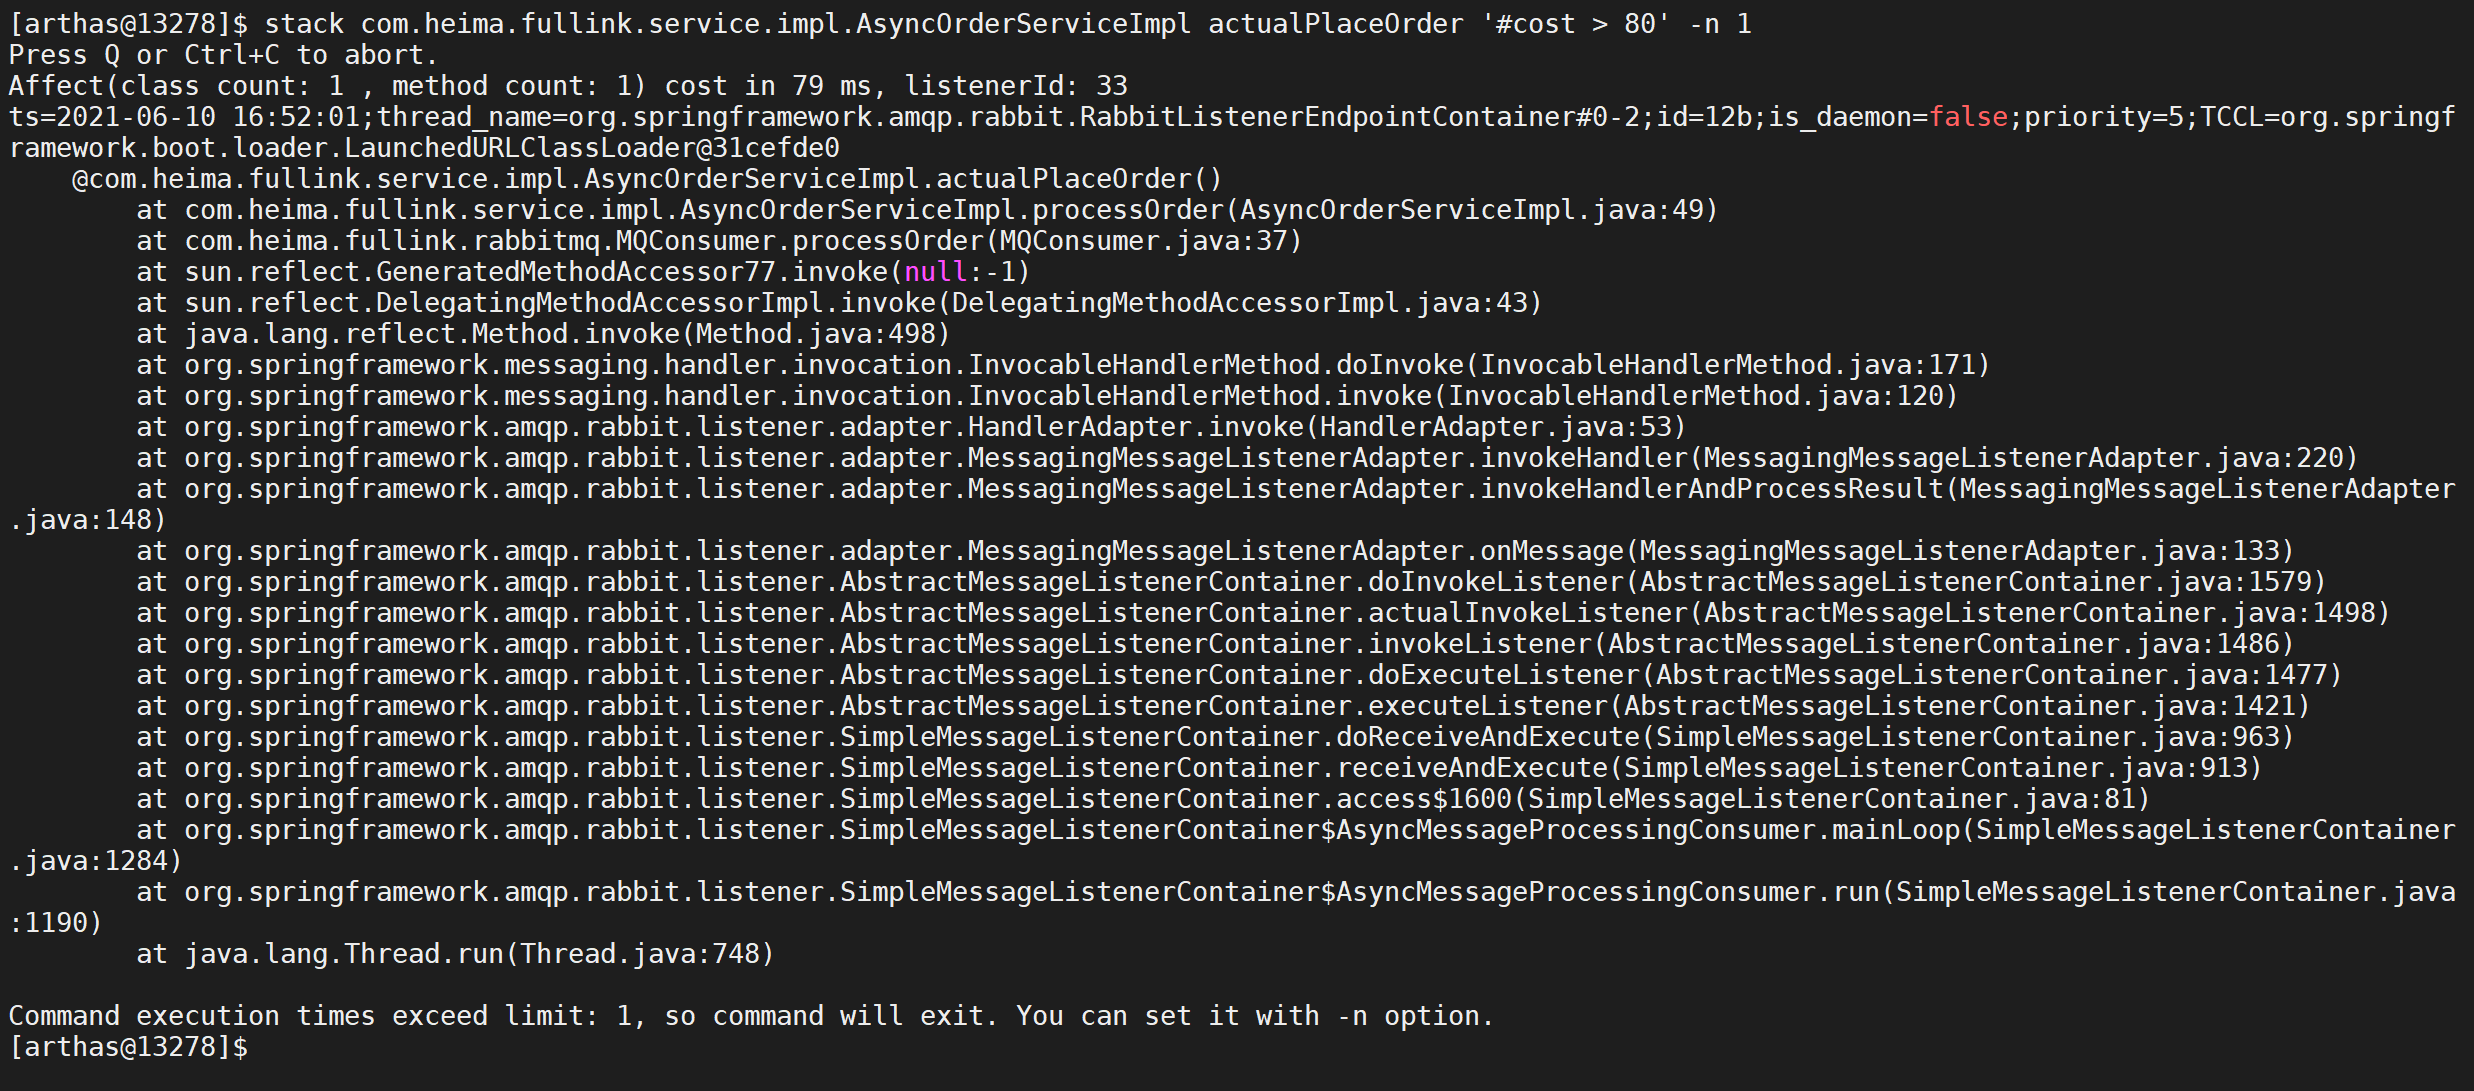 [arthas@13278]$ stack com.heima.fullink.service.impl.AsyncOrderServiceImpl actualPlaceOrder '#cost > 80' -n 1
Press Q or Ctrl+C to abort.
Affect(class count: 1 , method count: 1) cost in 79 ms, listenerId: 33
ts=2021-06-10 16:52:01;thread_name=org.springframework.amqp.rabbit.RabbitListenerEndpointContainer#0-2;id=12b;is_daemon=false;priority=5;TCCL=org.springf
ramework.boot.loader.LaunchedURLClassLoader@31cefde0
    @com.heima.fullink.service.impl.AsyncOrderServiceImpl.actualPlaceOrder()
        at com.heima.fullink.service.impl.AsyncOrderServiceImpl.processOrder(AsyncOrderServiceImpl.java:49)
        at com.heima.fullink.rabbitmq.MQConsumer.processOrder(MQConsumer.java:37)
        at sun.reflect.GeneratedMethodAccessor77.invoke(null:-1)
        at sun.reflect.DelegatingMethodAccessorImpl.invoke(DelegatingMethodAccessorImpl.java:43)
        at java.lang.reflect.Method.invoke(Method.java:498)
        at org.springframework.messaging.handler.invocation.InvocableHandlerMethod.doInvoke(InvocableHandlerMethod.java:171)
        at org.springframework.messaging.handler.invocation.InvocableHandlerMethod.invoke(InvocableHandlerMethod.java:120)
        at org.springframework.amqp.rabbit.listener.adapter.HandlerAdapter.invoke(HandlerAdapter.java:53)
        at org.springframework.amqp.rabbit.listener.adapter.MessagingMessageListenerAdapter.invokeHandler(MessagingMessageListenerAdapter.java:220)
        at org.springframework.amqp.rabbit.listener.adapter.MessagingMessageListenerAdapter.invokeHandlerAndProcessResult(MessagingMessageListenerAdapter
.java:148)
        at org.springframework.amqp.rabbit.listener.adapter.MessagingMessageListenerAdapter.onMessage(MessagingMessageListenerAdapter.java:133)
        at org.springframework.amqp.rabbit.listener.AbstractMessageListenerContainer.doInvokeListener(AbstractMessageListenerContainer.java:1579)
        at org.springframework.amqp.rabbit.listener.AbstractMessageListenerContainer.actualInvokeListener(AbstractMessageListenerContainer.java:1498)
        at org.springframework.amqp.rabbit.listener.AbstractMessageListenerContainer.invokeListener(AbstractMessageListenerContainer.java:1486)
        at org.springframework.amqp.rabbit.listener.AbstractMessageListenerContainer.doExecuteListener(AbstractMessageListenerContainer.java:1477)
        at org.springframework.amqp.rabbit.listener.AbstractMessageListenerContainer.executeListener(AbstractMessageListenerContainer.java:1421)
        at org.springframework.amqp.rabbit.listener.SimpleMessageListenerContainer.doReceiveAndExecute(SimpleMessageListenerContainer.java:963)
        at org.springframework.amqp.rabbit.listener.SimpleMessageListenerContainer.receiveAndExecute(SimpleMessageListenerContainer.java:913)
        at org.springframework.amqp.rabbit.listener.SimpleMessageListenerContainer.access$1600(SimpleMessageListenerContainer.java:81)
        at org.springframework.amqp.rabbit.listener.SimpleMessageListenerContainer$AsyncMessageProcessingConsumer.mainLoop(SimpleMessageListenerContainer
.java:1284)
        at org.springframework.amqp.rabbit.listener.SimpleMessageListenerContainer$AsyncMessageProcessingConsumer.run(SimpleMessageListenerContainer.java
:1190)
        at java.lang.Thread.run(Thread.java:748)

Command execution times exceed limit: 1, so command will exit. You can set it with -n option.
[arthas@13278]$